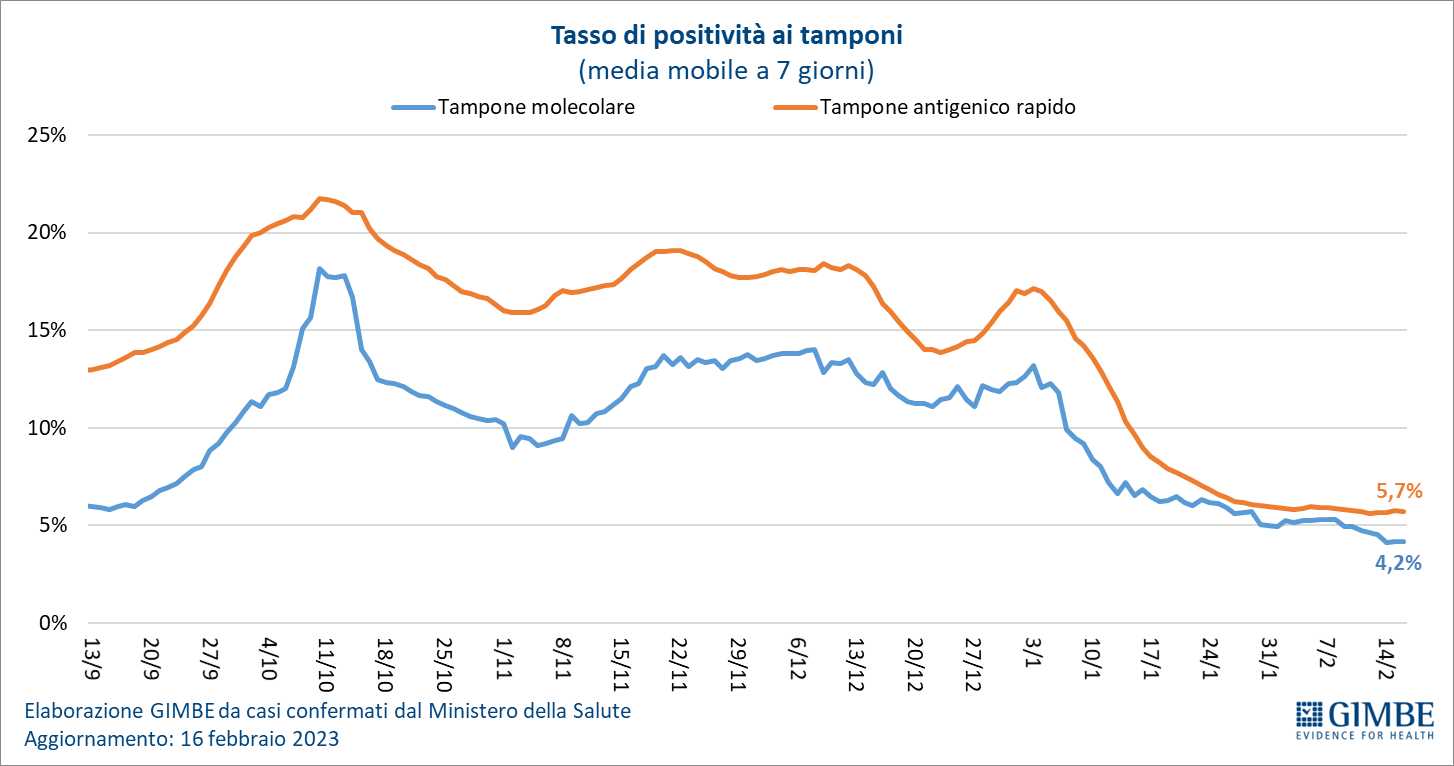 Tasso di positività ai tamponi
(media mobile a 7 giorni)
Tampone molecolare Tampone antigenico rapido
25%
20%
15%
10%
5%
0%
5,7%
4,2%
13/9 20/9 27/9 4/10 11/10 18/10 25/10 1/11 8/11 15/11 22/11 29/11 6/12 13/12 20/12 27/12 3/1 10/1 17/1 24/1 31/1 7/2 14/2
Elaborazione GIMBE da casi confermati dal Ministero della Salute
Aggiornamento: 16 febbraio 2023
GIMBE
EVIDENCE FOR HEALTH